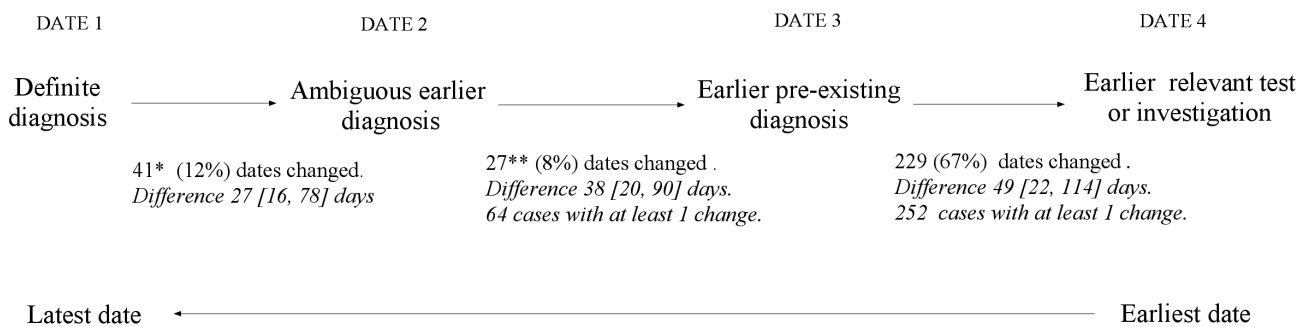 DATE 1
DATE 2
DATE 3
DATE 4
Definite
diagnosis
Ambiguous earlier
diagnosis
Earlier pre-existing
diagnosis
Earlier relevant test
or investigation
41* (12%) dates changed.
Difference 27 [16, 78] days
27** (8%) dates changed .
Difference 38 [20, 90] days.
64 cases with at least 1 change.
229 (67%) dates changed .
Difference 49 [22, 114] days.
252 cases with at least 1 change.
Latest date
Earliest date